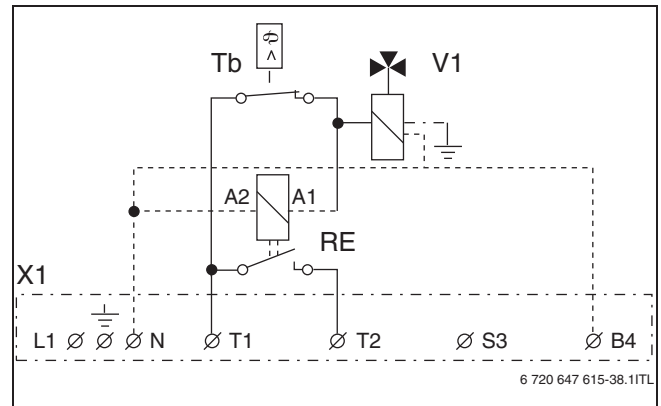 ϑ >
Tb
V1
A2 A1
RE
X1
L1 N T1 T2 S3 B4
6 720 647 615-38.1ITL